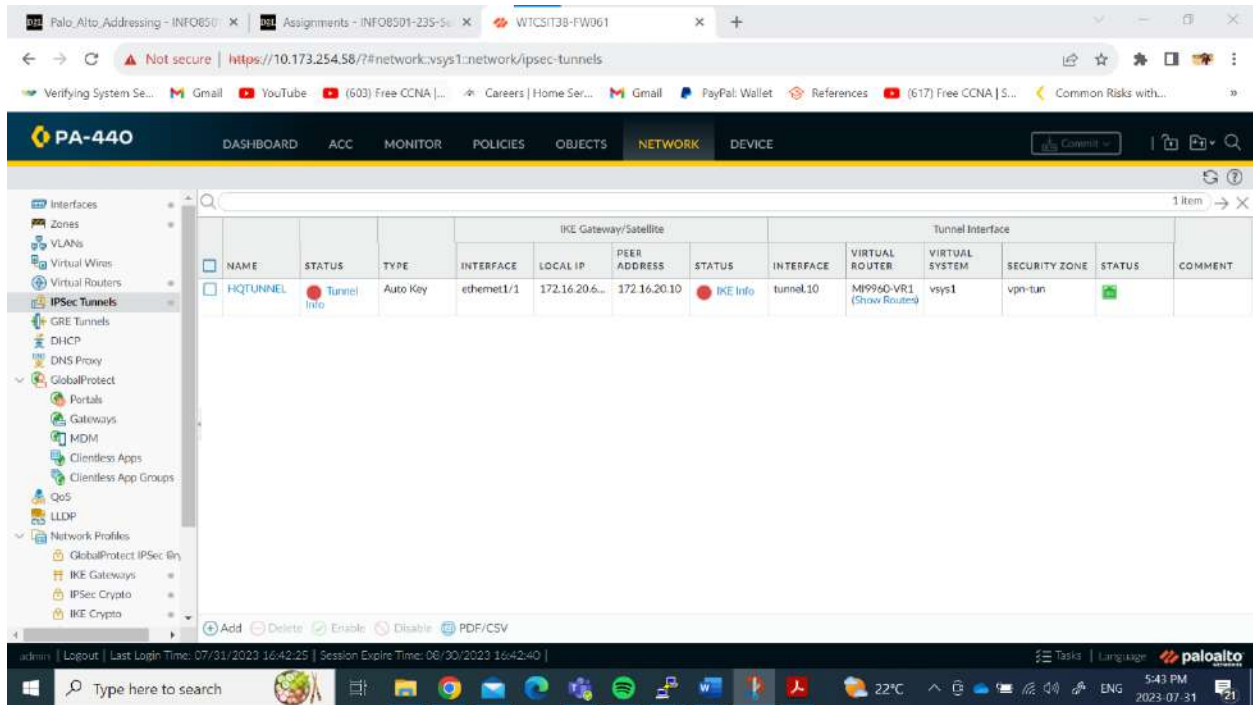 Palo_Alto_Addressing - INFO850
Assignments - INFO8501-23S-Se
WTCSIT3B-FW061
Not secure | https://10.173.254.58/?#network::vsys1::network/ipsec-tunnels
Verifying System Se... Gmail YouTube (603) Free CCNA |... Careers | Home Ser... Gmail PayPal: Wallet References (617) Free CCNA | S... Common Risks with... »
PA-440 DASHBOARD ACC MONITOR POLICIES OBJECTS NETWORK DEVICE Commit
1 item
Interfaces
Zones
VLANs
Virtual Wires
Virtual Routers
IPSec Tunnels
GRE Tunnels
DHCP
DNS Proxy
GlobalProtect
Portals
Gateways
MDM
Clientless Apps
Clientless App Groups
QoS
LLDP
Network Profiles
GlobalProtect IPSec
IKE Gateways
IPSec Crypto
IKE Crypto
IKE Gateway/Satellite Tunnel Interface
NAME STATUS TYPE INTERFACE LOCAL IP PEER ADDRESS STATUS INTERFACE VIRTUAL ROUTER VIRTUAL SYSTEM SECURITY ZONE STATUS COMMENT
HQTUNNEL Tunnel Info Auto Key ethernet1/1 172.16.20.6... 172.16.20.10 IKE Info tunnel.10 MI9960-VR1 (Show Routes) vsys1 vpn-tun
Add Delete Enable Disable PDF/CSV
admin | Logout | Last Login Time: 07/31/2023 16:42:25 | Session Expire Time: 08/30/2023 16:42:40 | Tasks | Language paloalto NETWORKS
Type here to search 22°C ENG 5:43 PM
2023-07-31 21